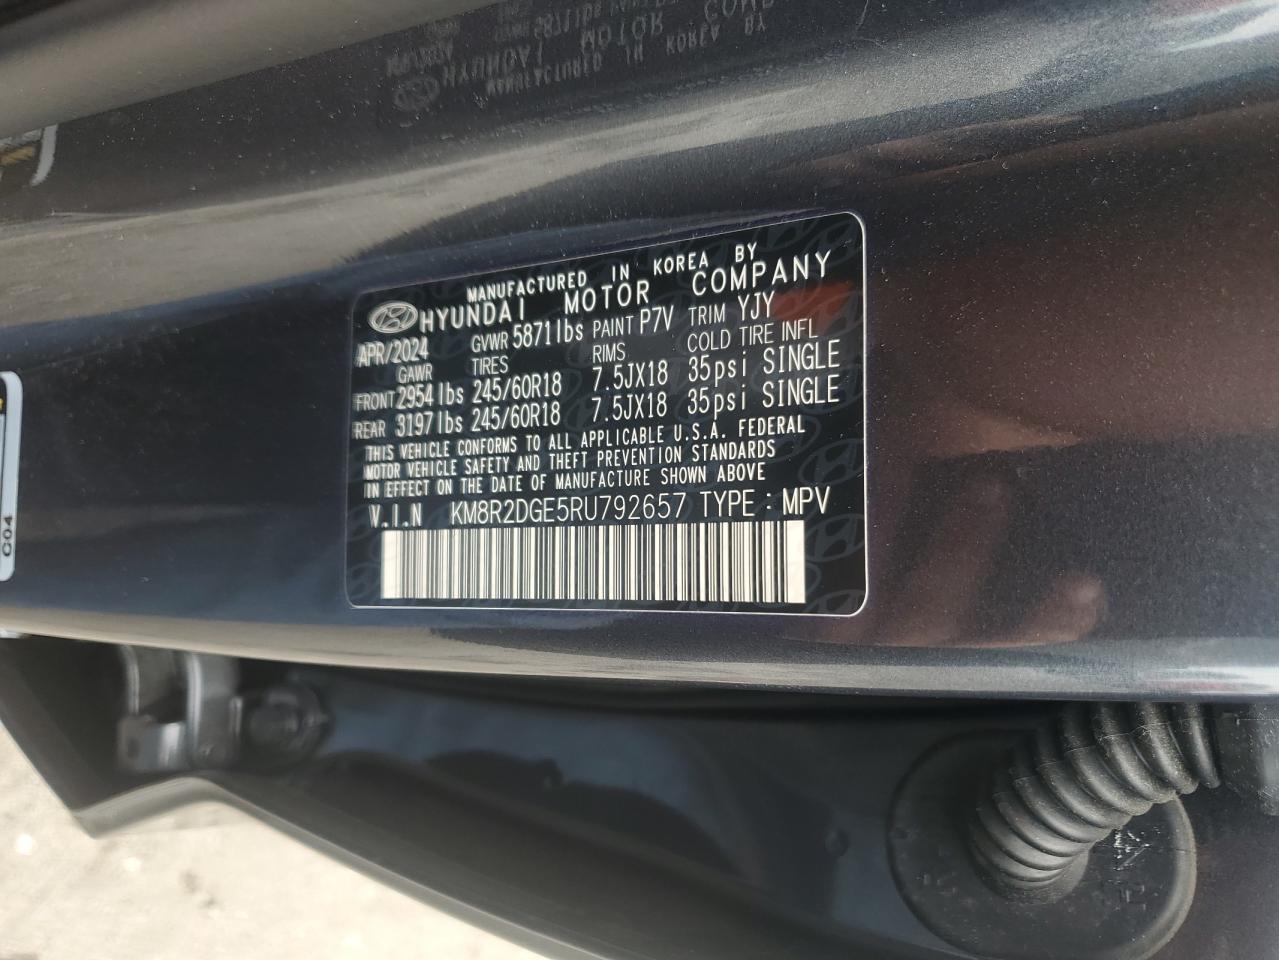 MANUFACTURED IN KOREA BY
HYUNDAI MOTOR COMPANY
APR/2024 GVWR 5871lbs PAINT P7V TRIM YJY
GAWR TIRES RIMS COLD TIRE INFL
FRONT 2954lbs 245/60R18 7.5JX18 35psi SINGLE
REAR 3197lbs 245/60R18 7.5JX18 35psi SINGLE
THIS VEHICLE CONFORMS TO ALL APPLICABLE U.S.A. FEDERAL
MOTOR VEHICLE SAFETY AND THEFT PREVENTION STANDARDS
IN EFFECT ON THE DATE OF MANUFACTURE SHOWN ABOVE
V.I.N KM8R2DGE5RU792657 TYPE : MPV
C04